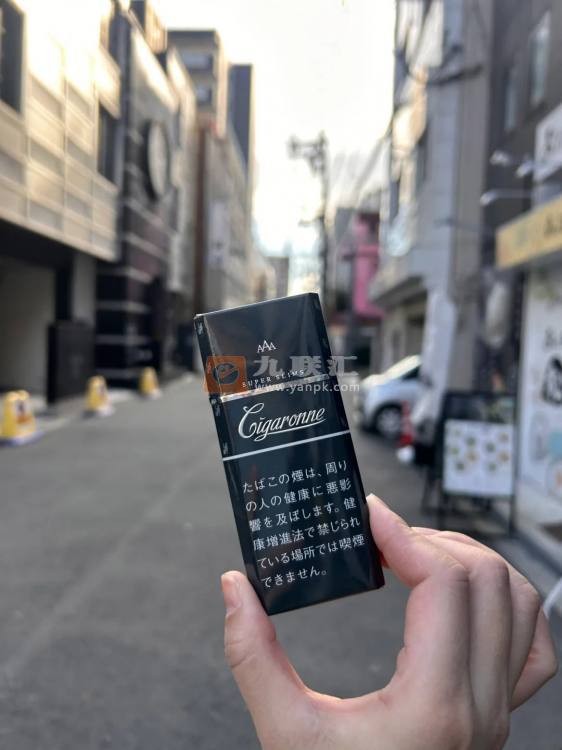 AAA
SUPER SLIMS
九联汇
www.yanpk.com
Cigaronne
たばこの煙は、周り
の人の健康に悪影
響を及ぼします。健
康増進法で禁じられ
ている場所では喫煙
できません。